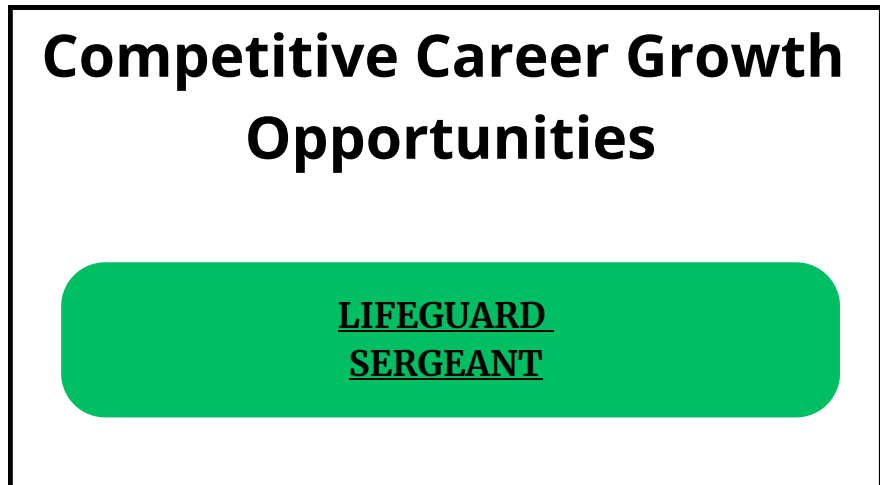 Competitive Career Growth
Opportunities
LIFEGUARD
SERGEANT